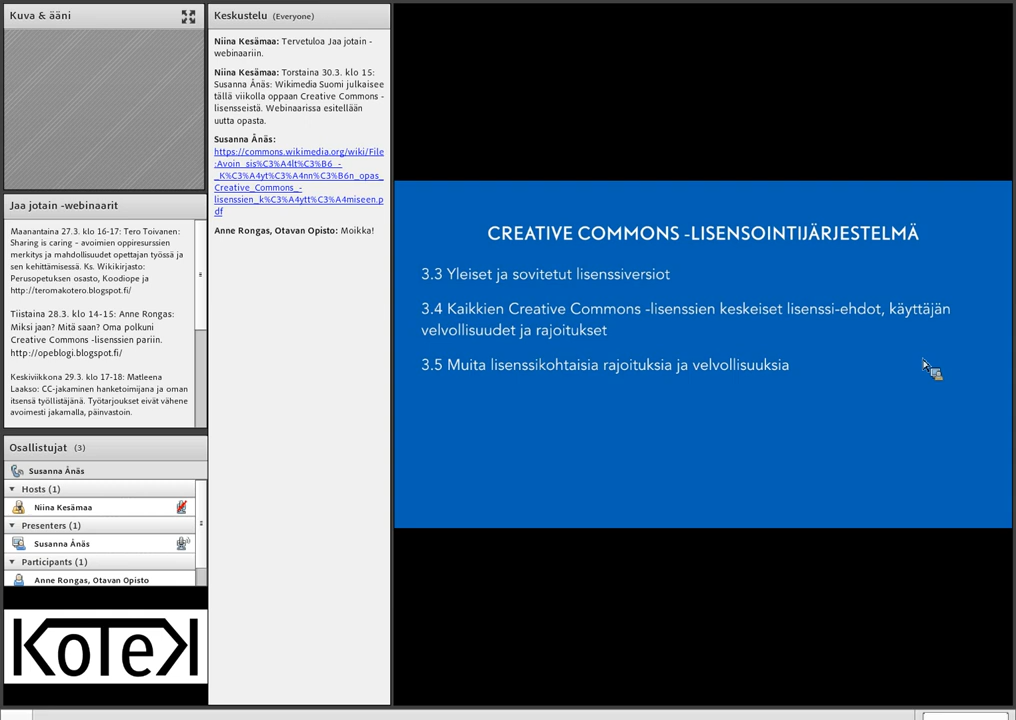 Kuva & ääni
Jaa jotain -webinaarit
Maanantaina 27.3. klo 16-17: Tero Toivanen:
Sharing is caring – avoimien oppiresurssien
merkitys ja mahdollisuudet opettajan työssä ja
sen kehittämisessä. Ks. Wikikirjasto:
Perusopetuksen osasto, Koodiope ja
http://teromakotero.blogspot.fi/
Tiistaina 28.3. klo 14-15: Anne Rongas:
Miksi jaan? Mitä saan? Oma polkuni
Creative Commons -lisenssien pariin.
http://opeblogi.blogspot.fi/
Keskiviikkona 29.3. klo 17-18: Matleena
Laakso: CC-jakaminen hanketoimijana ja oman
itsensä työllistäjänä. Työtarjoukset eivät vähene
avoimesti jakamalla, päinvastoin.
Osallistujat (3)
Susanna Ånäs
Hosts (1)
Niina Kesämaa
Presenters (1)
Susanna Ånäs
Participants (1)
Anne Rongas, Otavan Opisto
KoTeK
Keskustelu (Everyone)
Niina Kesämaa: Tervetuloa Jaa jotain -
webinaariin.
Niina Kesämaa: Torstaina 30.3. klo 15:
Susanna Ånäs: Wikimedia Suomi julkaisee
tällä viikolla oppaan Creative Commons -
lisensseistä. Webinaarissa esitellään
uutta opasta.
Susanna Ånäs:
https://commons.wikimedia.org/wiki/File
:Avoin_sis%C3%A4lt%C3%B6_-
_K%C3%A4yt%C3%A4nn%C3%B6n_opas_
Creative_Commons_-
lisenssien_k%C3%A4ytt%C3%A4miseen.p
df
Anne Rongas, Otavan Opisto: Moikka!
CREATIVE COMMONS -LISENSOINTIJÄRJESTELMÄ
3.3 Yleiset ja sovitetut lisenssiversiot
3.4 Kaikkien Creative Commons -lisenssien keskeiset lisenssi-ehdot, käyttäjän
velvollisuudet ja rajoitukset
3.5 Muita lisenssikohtaisia rajoituksia ja velvollisuuksia